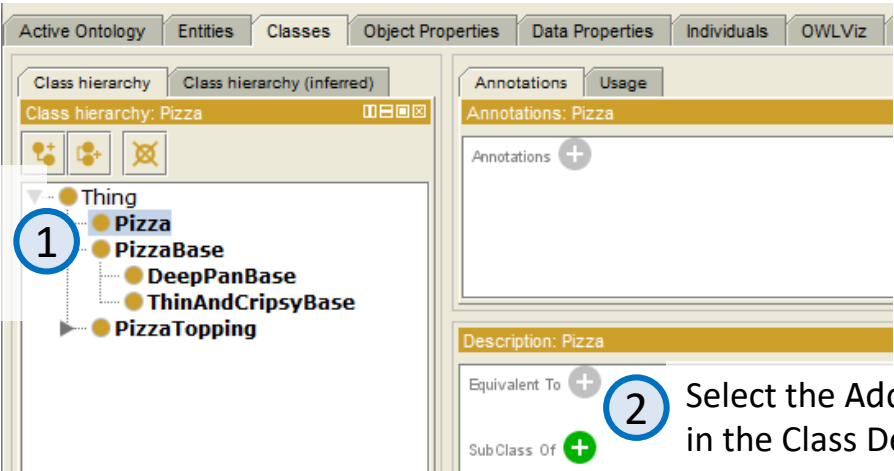 Active Ontology Entities Classes Object Properties Data Properties Individuals OWLViz
Class hierarchy Class hierarchy (inferred)
Class hierarchy: Pizza
Thing
Pizza
PizzaBase
DeepPanBase
ThinAndCripsyBase
PizzaTopping
1
Annotations Usage
Annotations: Pizza
Annotations
Description: Pizza
Equivalent To
SubClass Of
2
Select the Add
in the Class De